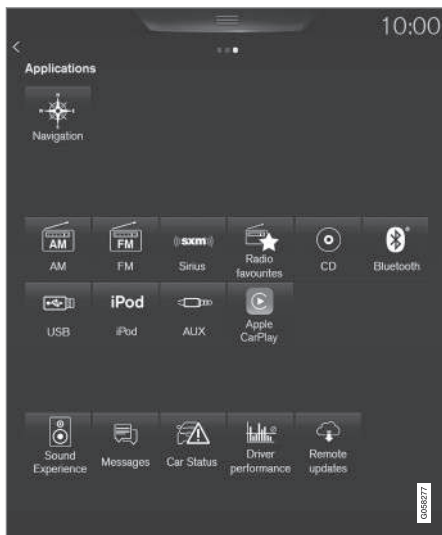 10:00
Applications
Navigation
AM
FM
sxm
AM
FM
Sirius
Radio
favourites
CD
Bluetooth
iPod
USB
iPod
AUX
Apple
CarPlay
Sound
Experience
Messages
Car Status
Driver
performance
Remote
updates
G058277